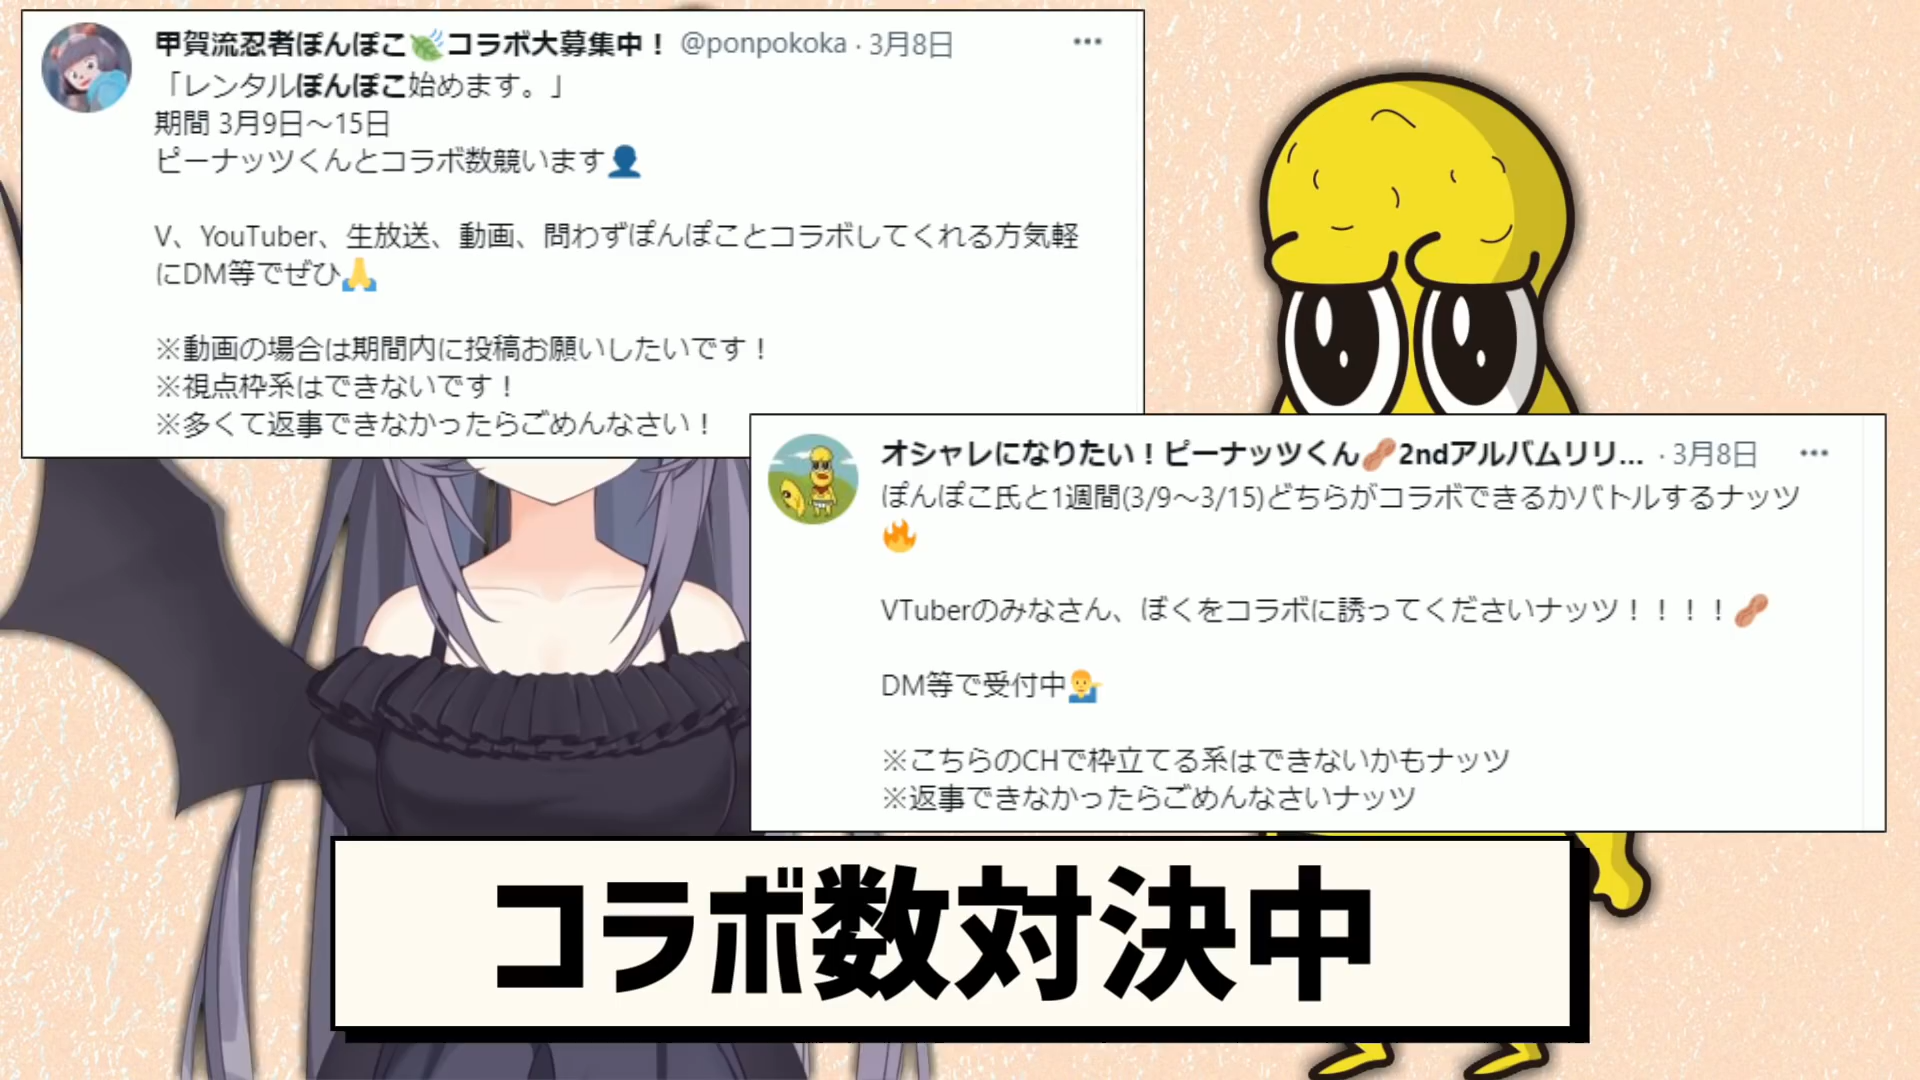 甲賀流忍者ぽんぽこ🍃コラボ大募集中！ @ponpokoka · 3月8日
「レンタルぽんぽこ始めます。」
期間 3月9日～15日
ピーナッツくんとコラボ数競います👤
V、YouTuber、生放送、動画、問わずぽんぽことコラボしてくれる方気軽
にDM等でぜひ🙏
※動画の場合は期間内に投稿お願いしたいです！
※視点枠系はできないです！
※多くて返事できなかったらごめんなさい！
オシャレになりたい！ピーナッツくん🥜2ndアルバムリリ... · 3月8日
ぽんぽこ氏と1週間(3/9～3/15)どちらがコラボできるかバトルするナッツ
🔥
VTuberのみなさん、ぼくをコラボに誘ってくださいナッツ！！！！🥜
DM等で受付中💁‍♂️
※こちらのCHで枠立てる系はできないかもナッツ
※返事できなかったらごめんなさいナッツ
コラボ数対決中